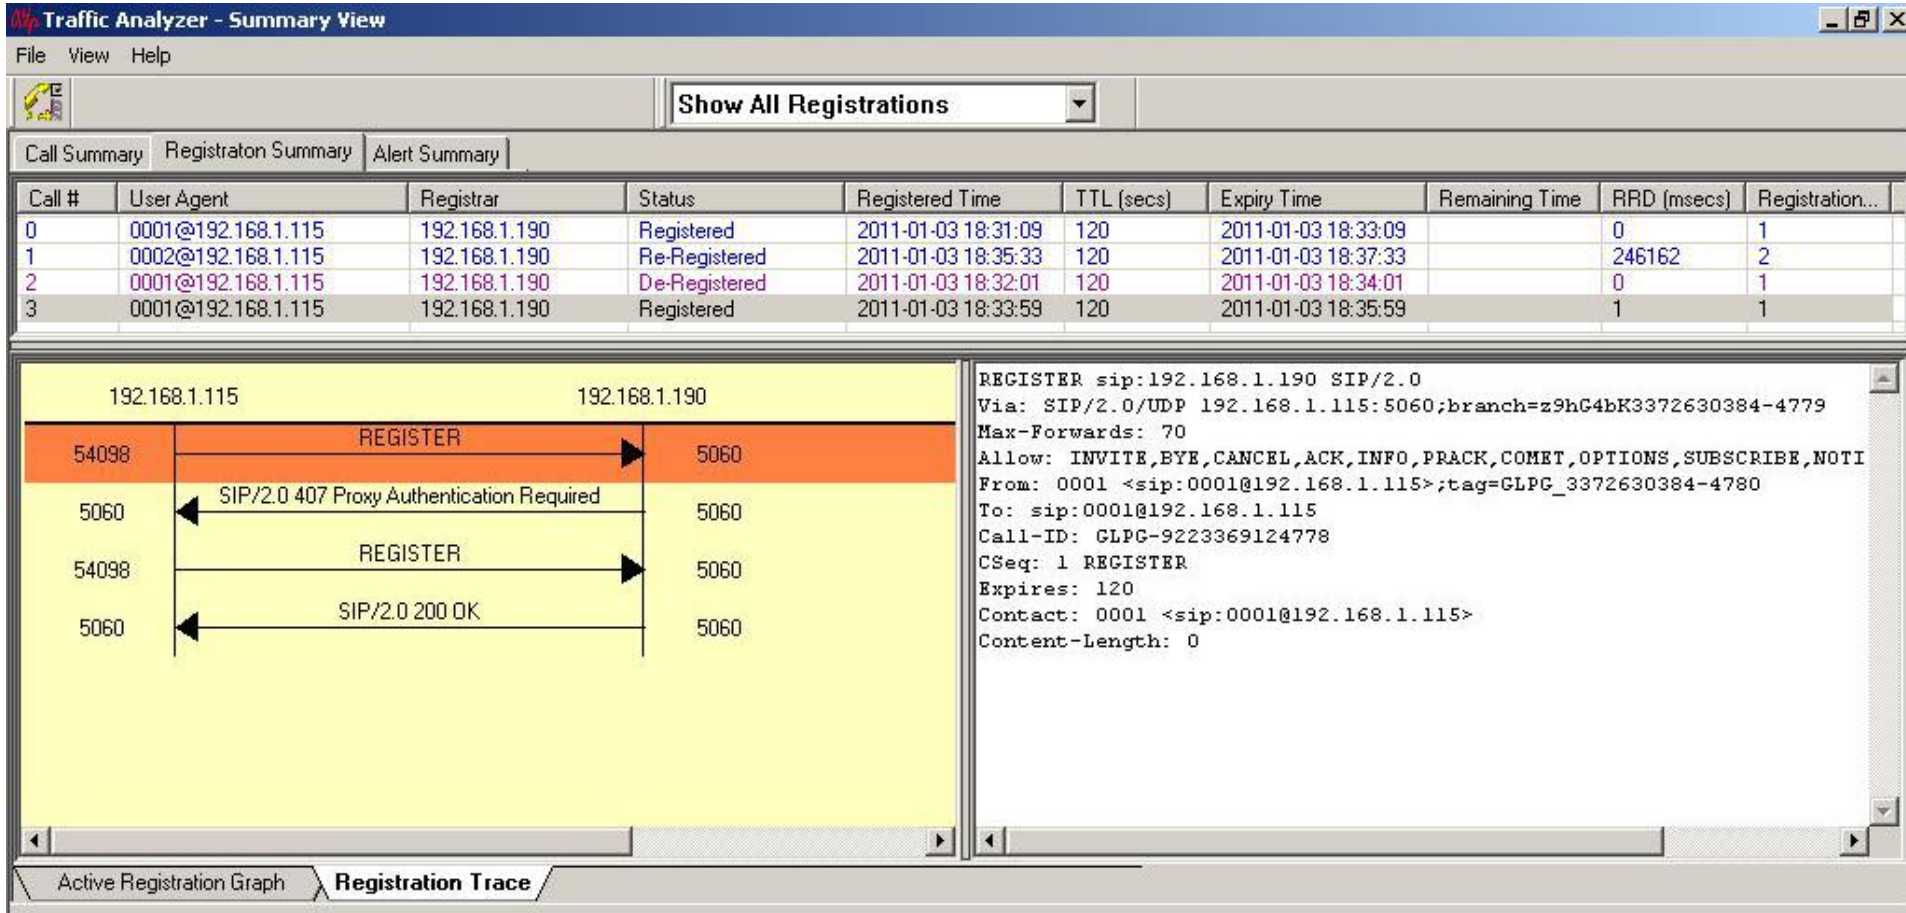 Traffic Analyzer - Summary View
File View Help
Show All Registrations
Call Summary Registraton Summary Alert Summary
Call # User Agent Registrar Status Registered Time TTL (secs) Expiry Time Remaining Time RRD (msecs) Registration...
0 0001@192.168.1.115 192.168.1.190 Registered 2011-01-03 18:31:09 120 2011-01-03 18:33:09 0 1
1 0002@192.168.1.115 192.168.1.190 Re-Registered 2011-01-03 18:35:33 120 2011-01-03 18:37:33 246162 2
2 0001@192.168.1.115 192.168.1.190 De-Registered 2011-01-03 18:32:01 120 2011-01-03 18:34:01 0 1
3 0001@192.168.1.115 192.168.1.190 Registered 2011-01-03 18:33:59 120 2011-01-03 18:35:59 1 1
192.168.1.115 192.168.1.190
54098 REGISTER 5060
5060 SIP/2.0 407 Proxy Authentication Required 5060
54098 REGISTER 5060
5060 SIP/2.0 200 OK 5060
REGISTER sip:192.168.1.190 SIP/2.0
Via: SIP/2.0/UDP 192.168.1.115:5060;branch=z9hG4bK3372630384-4779
Max-Forwards: 70
Allow: INVITE,BYE,CANCEL,ACK,INFO,PRACK,COMET,OPTIONS,SUBSCRIBE,NOTI
From: 0001 <sip:0001@192.168.1.115>;tag=GLPG_3372630384-4780
To: sip:0001@192.168.1.115
Call-ID: GLPG-9223369124778
CSeq: 1 REGISTER
Expires: 120
Contact: 0001 <sip:0001@192.168.1.115>
Content-Length: 0
Active Registration Graph Registration Trace